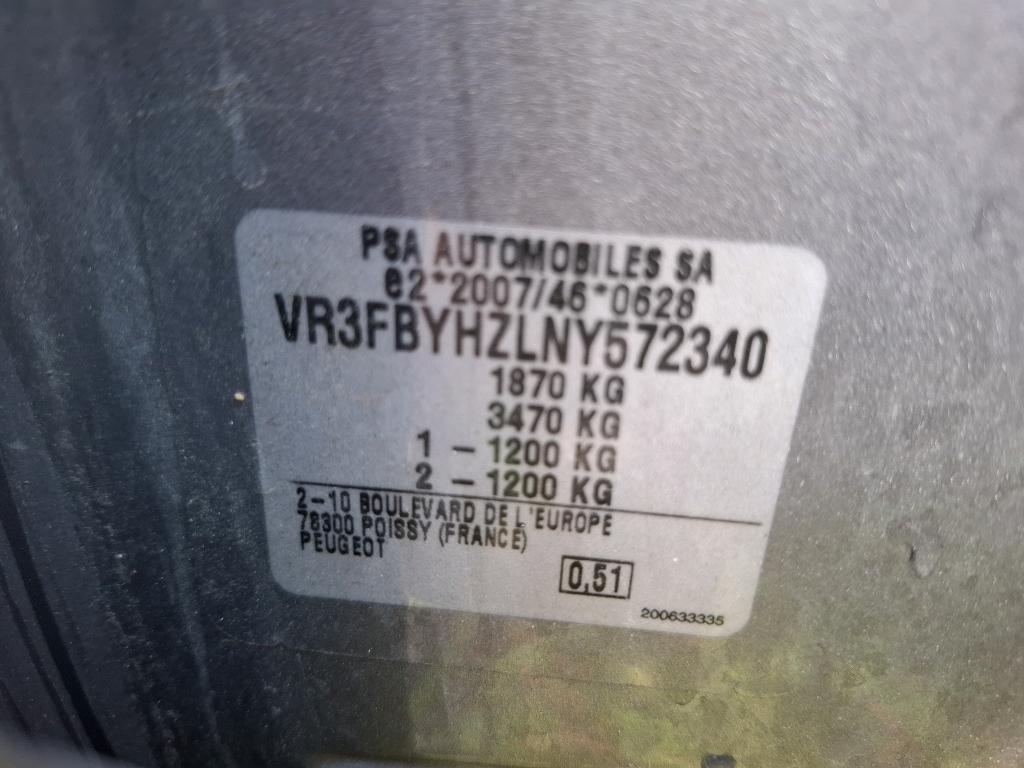 PSA AUTOMOBILES SA
e2*2007/46*0628
VR3FBYHZLNY572340
1870 KG
3470 KG
1 - 1200 KG
2 - 1200 KG
2-10 BOULEVARD DE L'EUROPE
78300 POISSY (FRANCE)
PEUGEOT
0,51
200633335